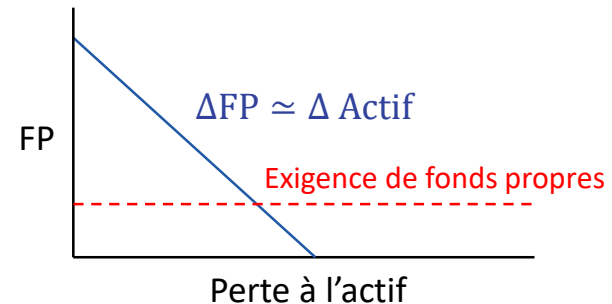 ΔFP ≃ Δ Actif
FP
Exigence de fonds propres
Perte à l’actif